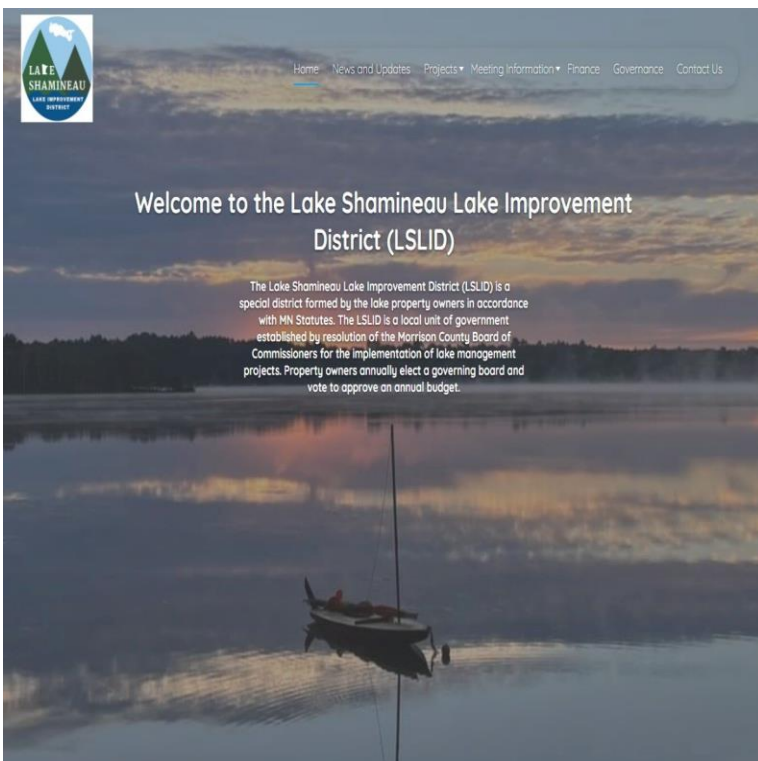 LAKE
SHAMINEAU
LAKE IMPROVEMENT
DISTRICT
Home News and Updates Projects▾ Meeting Information▾ Finance Governance Contact Us
Welcome to the Lake Shamineau Lake Improvement
District (LSLID)
The Lake Shamineau Lake Improvement District (LSLID) is a
special district formed by the lake property owners in accordance
with MN Statutes. The LSLID is a local unit of government
established by resolution of the Morrison County Board of
Commissioners for the implementation of lake management
projects. Property owners annually elect a governing board and
vote to approve an annual budget.